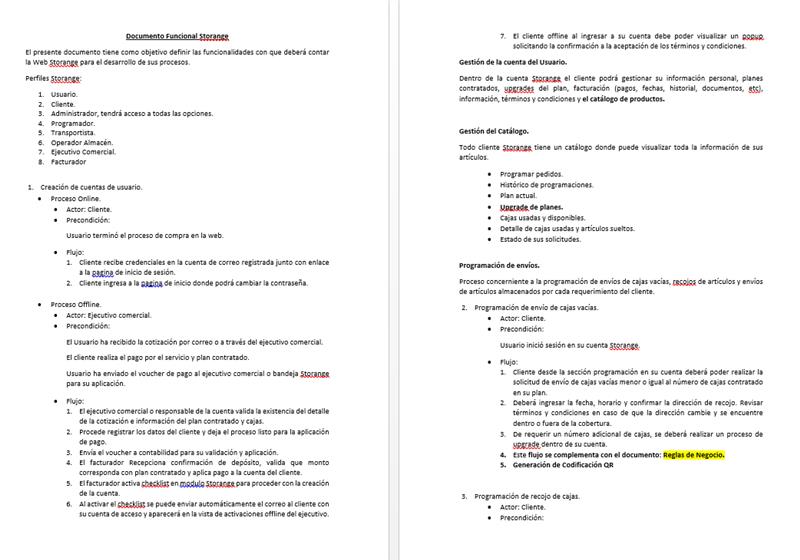 Documento Funcional Storange
El presente documento tiene como objetivo definir las funcionalidades con que deberá contar
la Web Storange para el desarrollo de sus procesos.
Perfiles Storange:
1. Usuario.
2. Cliente.
3. Administrador, tendrá acceso a todas las opciones.
4. Programador.
5. Transportista.
6. Operador Almacén.
7. Ejecutivo Comercial.
8. Facturador
1. Creación de cuentas de usuario.
• Proceso Online.
• Actor: Cliente.
• Precondición:
Usuario terminó el proceso de compra en la web.
• Flujo:
1. Cliente recibe credenciales en la cuenta de correo registrada junto con enlace
a la pagina de inicio de sesión.
2. Cliente ingresa a la pagina de inicio donde podrá cambiar la contraseña.
• Proceso Offline.
• Actor: Ejecutivo comercial.
• Precondición:
El Usuario ha recibido la cotización por correo o a través del ejecutivo comercial.
El cliente realiza el pago por el servicio y plan contratado.
Usuario ha enviado el voucher de pago al ejecutivo comercial o bandeja Storange
para su aplicación.
• Flujo:
1. El ejecutivo comercial o responsable de la cuenta valida la existencia del detalle
de la cotización e información del plan contratado y cajas.
2. Procede registrar los datos del cliente y deja el proceso listo para la aplicación
de pago.
3. Envía el voucher a contabilidad para su validación y aplicación.
4. El facturador Recepciona confirmación de depósito, valida que monto
corresponda con plan contratado y aplica pago a la cuenta del cliente.
5. El facturador activa checklist en modulo Storange para proceder con la creación
de la cuenta.
6. Al activar el checklist se puede enviar automáticamente el correo al cliente con
su cuenta de acceso y aparecerá en la vista de activaciones offline del ejecutivo.
7. El cliente offline al ingresar a su cuenta debe poder visualizar un popup
solicitando la confirmación a la aceptación de los términos y condiciones.
Gestión de la cuenta del Usuario.
Dentro de la cuenta Storange el cliente podrá gestionar su información personal, planes
contratados, upgrades del plan, facturación (pagos, fechas, historial, documentos, etc),
información, términos y condiciones y el catálogo de productos.
Gestión del Catálogo.
Todo cliente Storange tiene un catálogo donde puede visualizar toda la información de sus
artículos.
• Programar pedidos.
• Histórico de programaciones.
• Plan actual.
• Upgrade de planes.
• Cajas usadas y disponibles.
• Detalle de cajas usadas y artículos sueltos.
• Estado de sus solicitudes.
Programación de envíos.
Proceso concerniente a la programación de envíos de cajas vacías, recojos de artículos y envíos
de artículos almacenados por cada requerimiento del cliente.
2. Programación de envío de cajas vacías.
• Actor: Cliente.
• Precondición:
Usuario inició sesión en su cuenta Storange.
• Flujo:
1. Cliente desde la sección programación en su cuenta deberá poder realizar la
solicitud de envío de cajas vacías menor o igual al número de cajas contratado
en su plan.
2. Deberá ingresar la fecha, horario y confirmar la dirección de recojo. Revisar
términos y condiciones en caso de que la dirección cambie y se encuentre
dentro o fuera de la cobertura.
3. De requerir un número adicional de cajas, se deberá realizar un proceso de
upgrade dentro de su cuenta.
4. Este flujo se complementa con el documento: Reglas de Negocio.
5. Generación de Codificación QR
3. Programación de recojo de cajas.
• Actor: Cliente.
• Precondición: